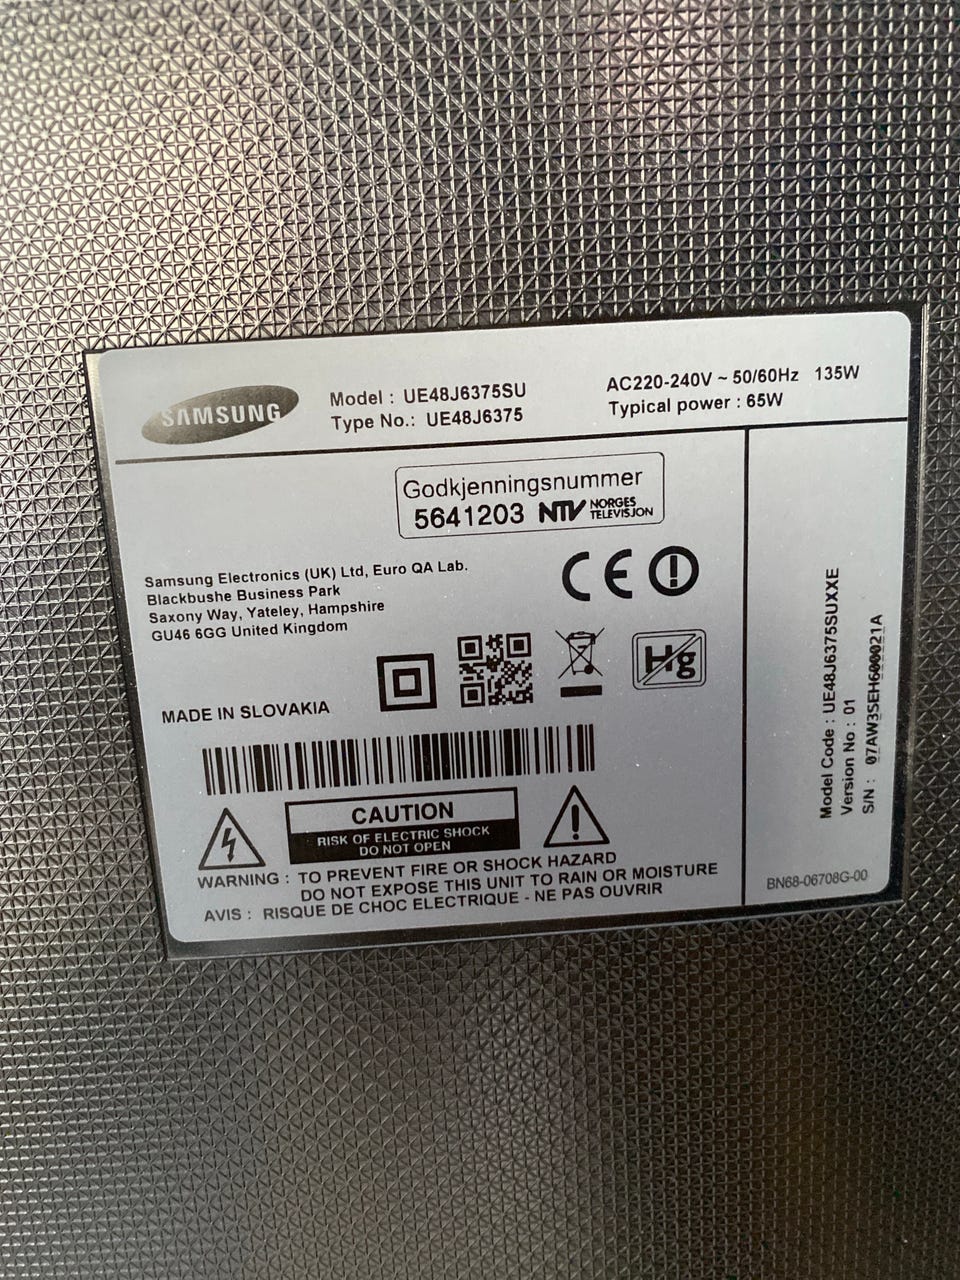 SAMSUNG
Model : UE48J6375SU
Type No.: UE48J6375
AC220-240V ~ 50/60Hz 135W
Typical power : 65W
Godkjenningsnummer
5641203 NTV NORGES
TELEVISJON
Samsung Electronics (UK) Ltd, Euro QA Lab.
Blackbushe Business Park
Saxony Way, Yateley, Hampshire
GU46 6GG United Kingdom
CE
Hg
MADE IN SLOVAKIA
CAUTION
RISK OF ELECTRIC SHOCK
DO NOT OPEN
WARNING : TO PREVENT FIRE OR SHOCK HAZARD
DO NOT EXPOSE THIS UNIT TO RAIN OR MOISTURE
AVIS : RISQUE DE CHOC ELECTRIQUE - NE PAS OUVRIR
Model Code : UE48J6375SUXXE
Version No : 01
S/N : 07AW3SEH600021A
BN68-06708G-00